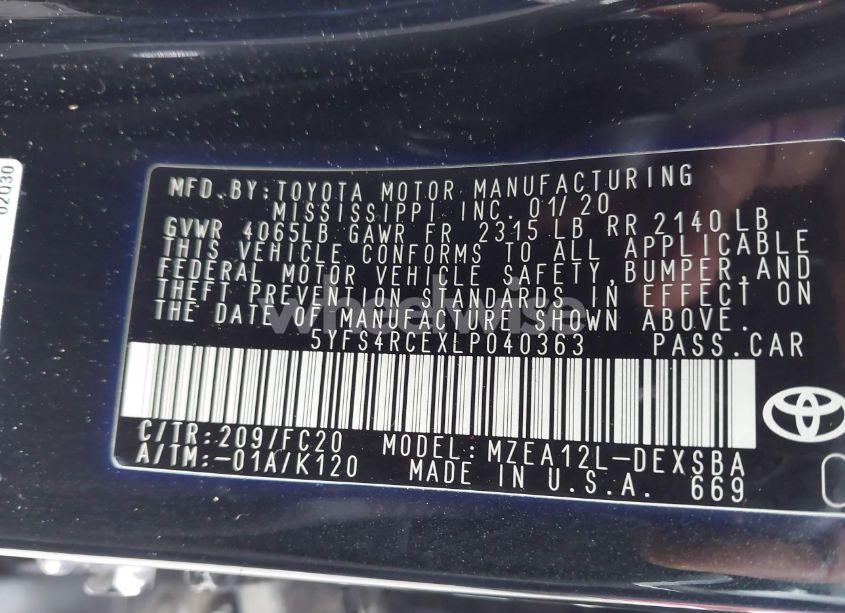 02Q30
MFD. BY: TOYOTA MOTOR MANUFACTURING
MISSISSIPPI INC. 01/20
GVWR 4065LB GAWR FR 2315 LB RR 2140 LB
THIS VEHICLE CONFORMS TO ALL APPLICABLE
FEDERAL MOTOR VEHICLE SAFETY, BUMPER, AND
THEFT PREVENTION STANDARDS IN EFFECT ON
THE DATE OF MANUFACTURE SHOWN ABOVE.
wheelwise
5YFS4RCEXLP040363 PASS.CAR
C/TR: 209/FC20 MODEL: MZEA12L-DEXSBA
A/TM: -01A/K120 MADE IN U.S.A. 669